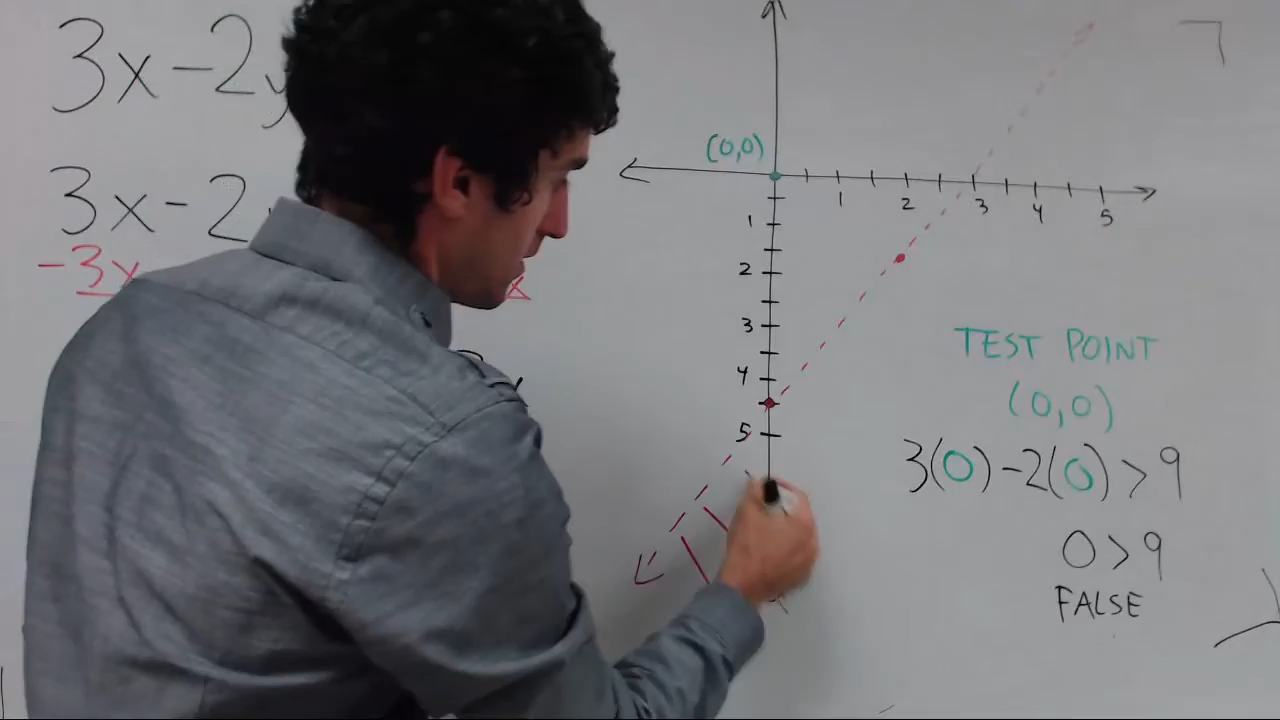 3x-2y
3x-2
-3x
(0,0)
1 2 3 4 5
1
2
3
4
5
TEST POINT
(0,0)
3(0)-2(0)>9
0>9
FALSE